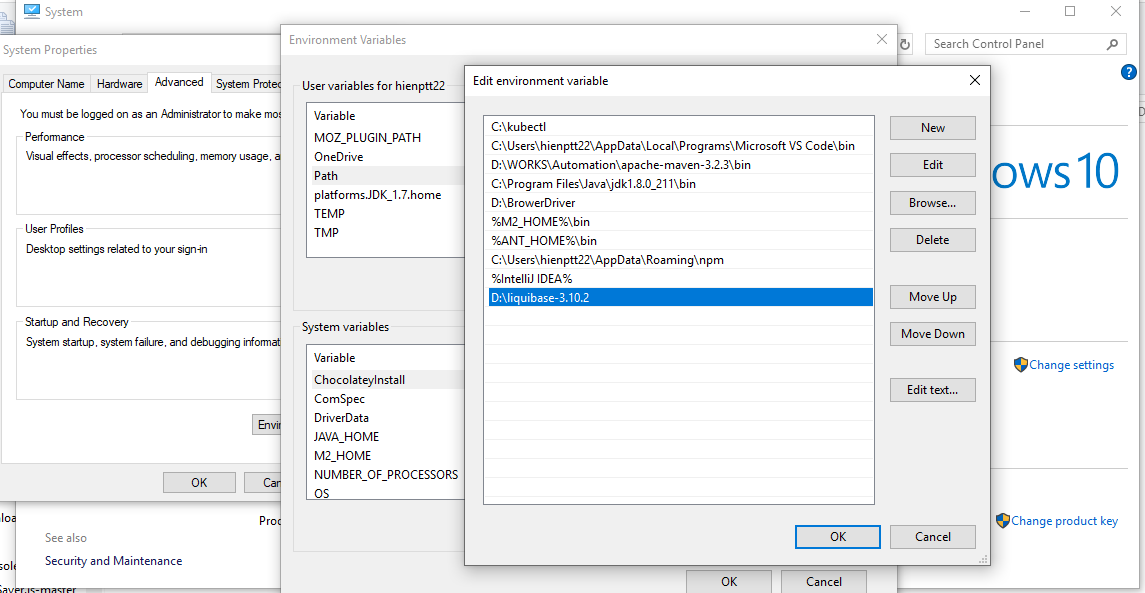 System
Search Control Panel
System Properties
Computer Name
Hardware
Advanced
System Protec
You must be logged on as an Administrator to make mos
Performance
Visual effects, processor scheduling, memory usage, a
User Profiles
Desktop settings related to your sign-in
Startup and Recovery
System startup, system failure, and debugging informat
Envi
OK
Can
Environment Variables
User variables for hienptt22
Variable
MOZ_PLUGIN_PATH
OneDrive
Path
platforms.JDK_1.7.home
TEMP
TMP
System variables
Variable
ChocolateyInstall
ComSpec
DriverData
JAVA_HOME
M2_HOME
NUMBER_OF_PROCESSORS
OS
OK
Cancel
Edit environment variable
C:\kubectl
C:\Users\hienptt22\AppData\Local\Programs\Microsoft VS Code\bin
D:\WORKS\Automation\apache-maven-3.2.3\bin
C:\Program Files\Java\jdk1.8.0_211\bin
D:\BrowerDriver
%M2_HOME%\bin
%ANT_HOME%\bin
C:\Users\hienptt22\AppData\Roaming\npm
%IntelliJ IDEA%
D:\liquibase-3.10.2
New
Edit
Browse...
Delete
Move Up
Move Down
Edit text...
OK
Cancel
ows 10
Change settings
Change product key
Proc
See also
Security and Maintenance